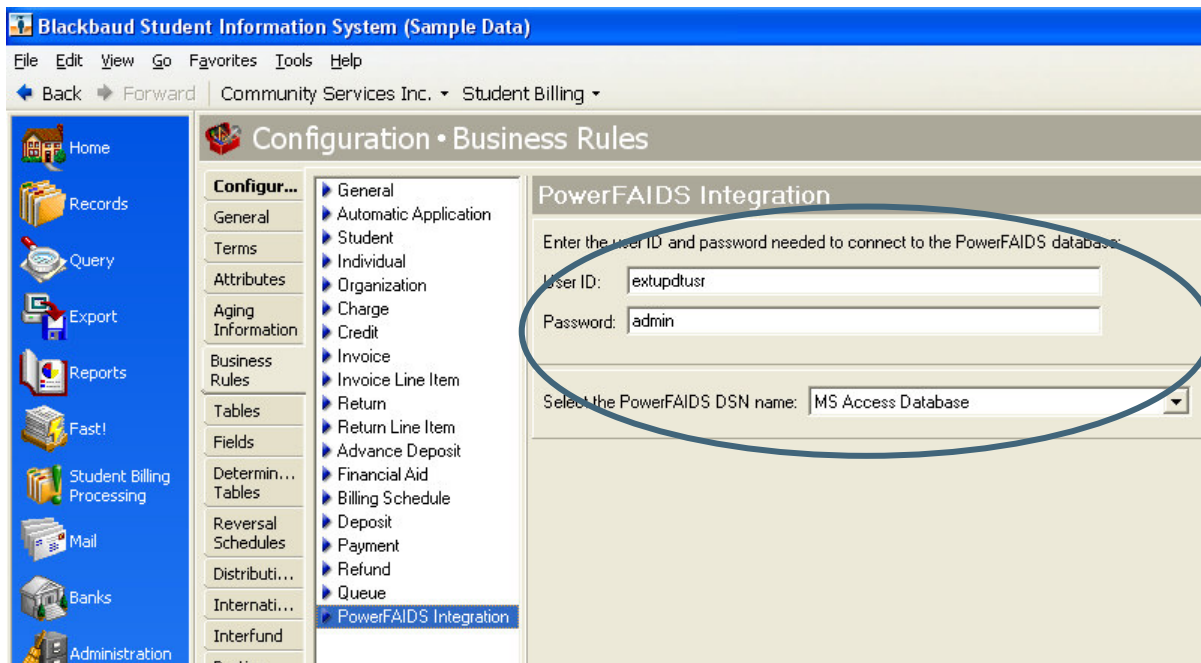 Blackbaud Student Information System (Sample Data)
File Edit View Go Favorites Tools Help
Back Forward Community Services Inc. Student Billing
Home
Records
Query
Export
Reports
Fast!
Student Billing
Processing
Mail
Banks
Administration
Configuration • Business Rules
Configur...
General
Terms
Attributes
Aging
Information
Business
Rules
Tables
Fields
Determin...
Tables
Reversal
Schedules
Distributi...
Internati...
Interfund
General
Automatic Application
Student
Individual
Organization
Charge
Credit
Invoice
Invoice Line Item
Return
Return Line Item
Advance Deposit
Financial Aid
Billing Schedule
Deposit
Payment
Refund
Queue
PowerFAIDS Integration
PowerFAIDS Integration
Enter the user ID and password needed to connect to the PowerFAIDS database:
User ID: extupdtusr
Password: admin
Select the PowerFAIDS DSN name: MS Access Database